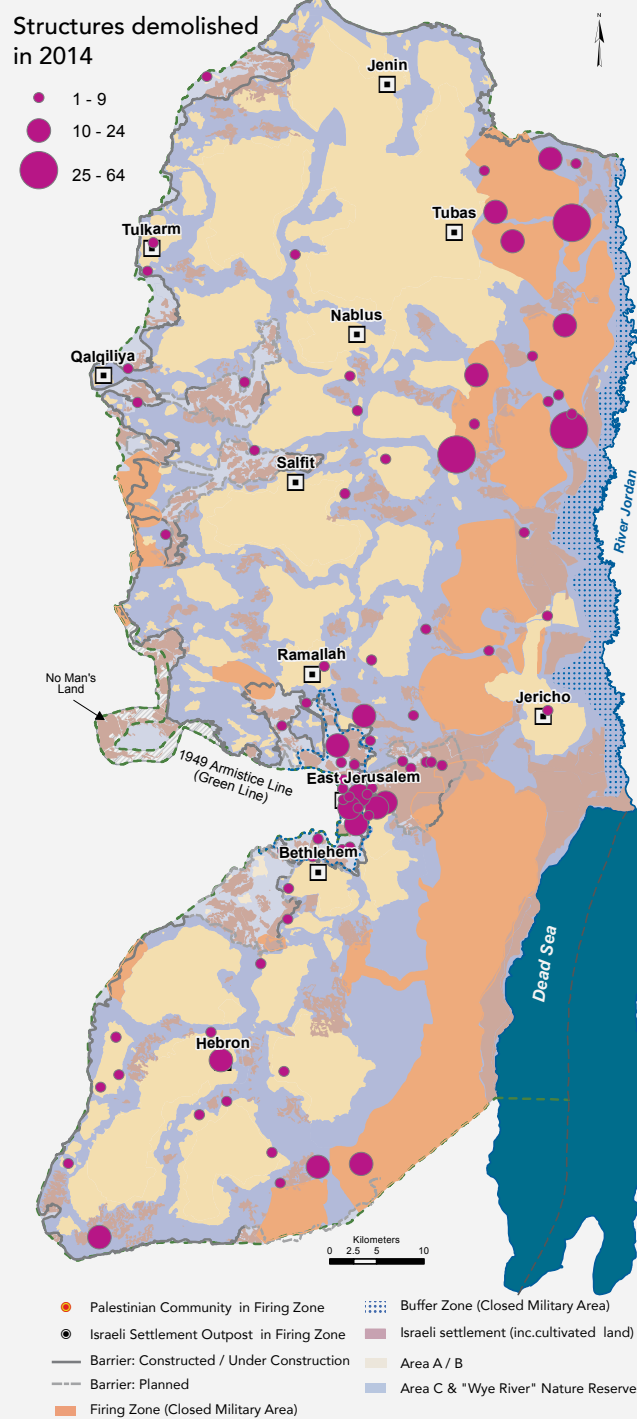 Structures demolished
in 2014
1 - 9
10 - 24
25 - 64
N
Jenin
Tubas
Tulkarm
Nablus
Qalqiliya
Salfit
River Jordan
Ramallah
No Man's
Land
Jericho
1949 Armistice Line
(Green Line)
East Jerusalem
Bethlehem
Dead Sea
Hebron
Kilometers
0 2.5 5 10
Palestinian Community in Firing Zone
Israeli Settlement Outpost in Firing Zone
Barrier: Constructed / Under Construction
Barrier: Planned
Firing Zone (Closed Military Area)
Buffer Zone (Closed Military Area)
Israeli settlement (inc.cultivated land)
Area A / B
Area C & "Wye River" Nature Reserve